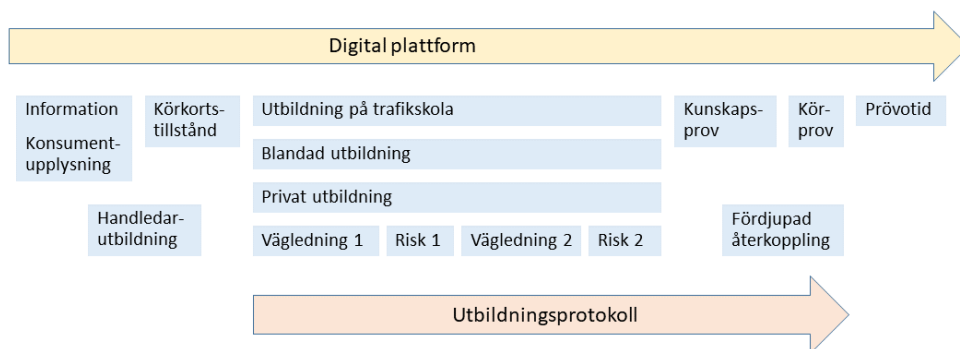 Digital plattform
Information
Konsument-
upplysning
Körkorts-
tillstånd
Utbildning på trafikskola
Blandad utbildning
Privat utbildning
Kunskaps-
prov
Kör-
prov
Prövotid
Handledar-
utbildning
Vägledning 1
Risk 1
Vägledning 2
Risk 2
Fördjupad
återkoppling
Utbildningsprotokoll